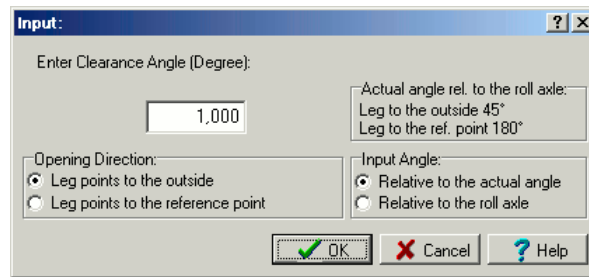 Input:
Enter Clearance Angle (Degree):
1,000
Actual angle rel. to the roll axle:
Leg to the outside 45°
Leg to the ref. point 180°
Opening Direction:
Leg points to the outside
Leg points to the reference point
Input Angle:
Relative to the actual angle
Relative to the roll axle
OK
Cancel
? Help